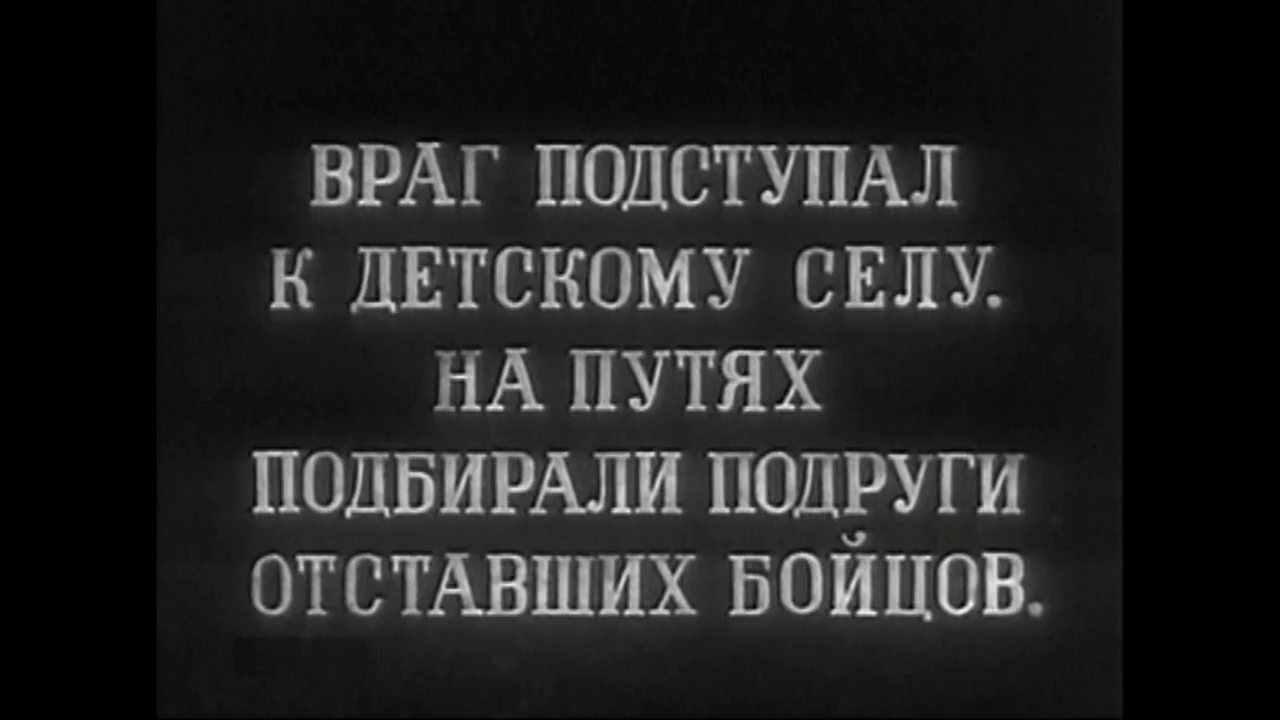 ВРАГ ПОДСТУПАЛ
К ДЕТСКОМУ СЕЛУ.
НА ПУТЯХ
ПОДБИРАЛИ ПОДРУГИ
ОТСТАВШИХ БОЙЦОВ.